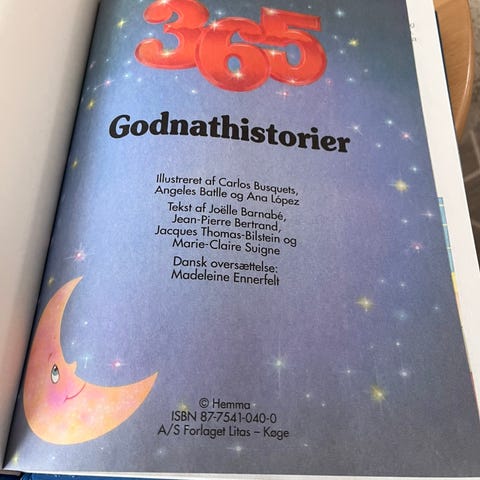 365
Godnathistorier
Illustreret af Carlos Busquets,
Angeles Batlle og Ana López
Tekst af Joëlle Barnabé,
Jean-Pierre Bertrand,
Jacques Thomas-Bilstein og
Marie-Claire Suigne
Dansk oversættelse:
Madeleine Ennerfelt
© Hemma
ISBN 87-7541-040-0
A/S Forlaget Litas – Køge